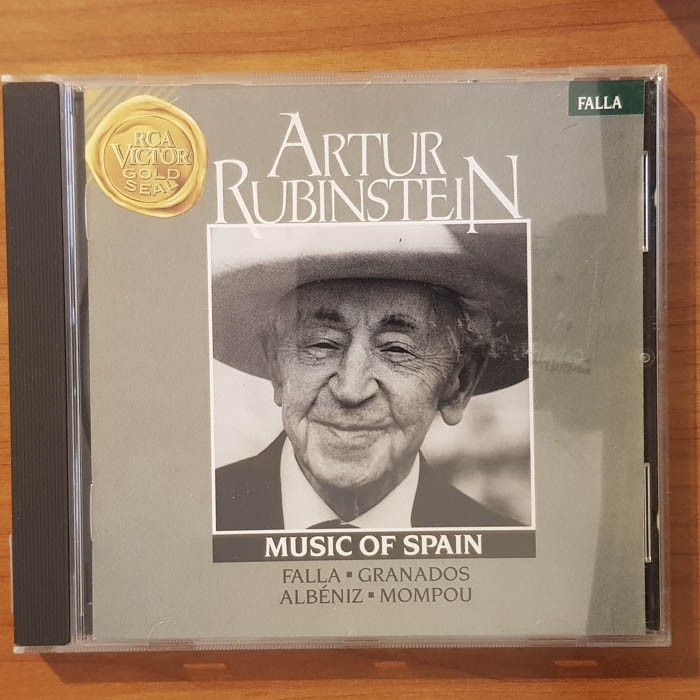 RCA
VICTOR
GOLD
SEAL
FALLA
ARTUR
RUBINSTEIN
MUSIC OF SPAIN
FALLA ▪ GRANADOS
ALBÉNIZ ▪ MOMPOU